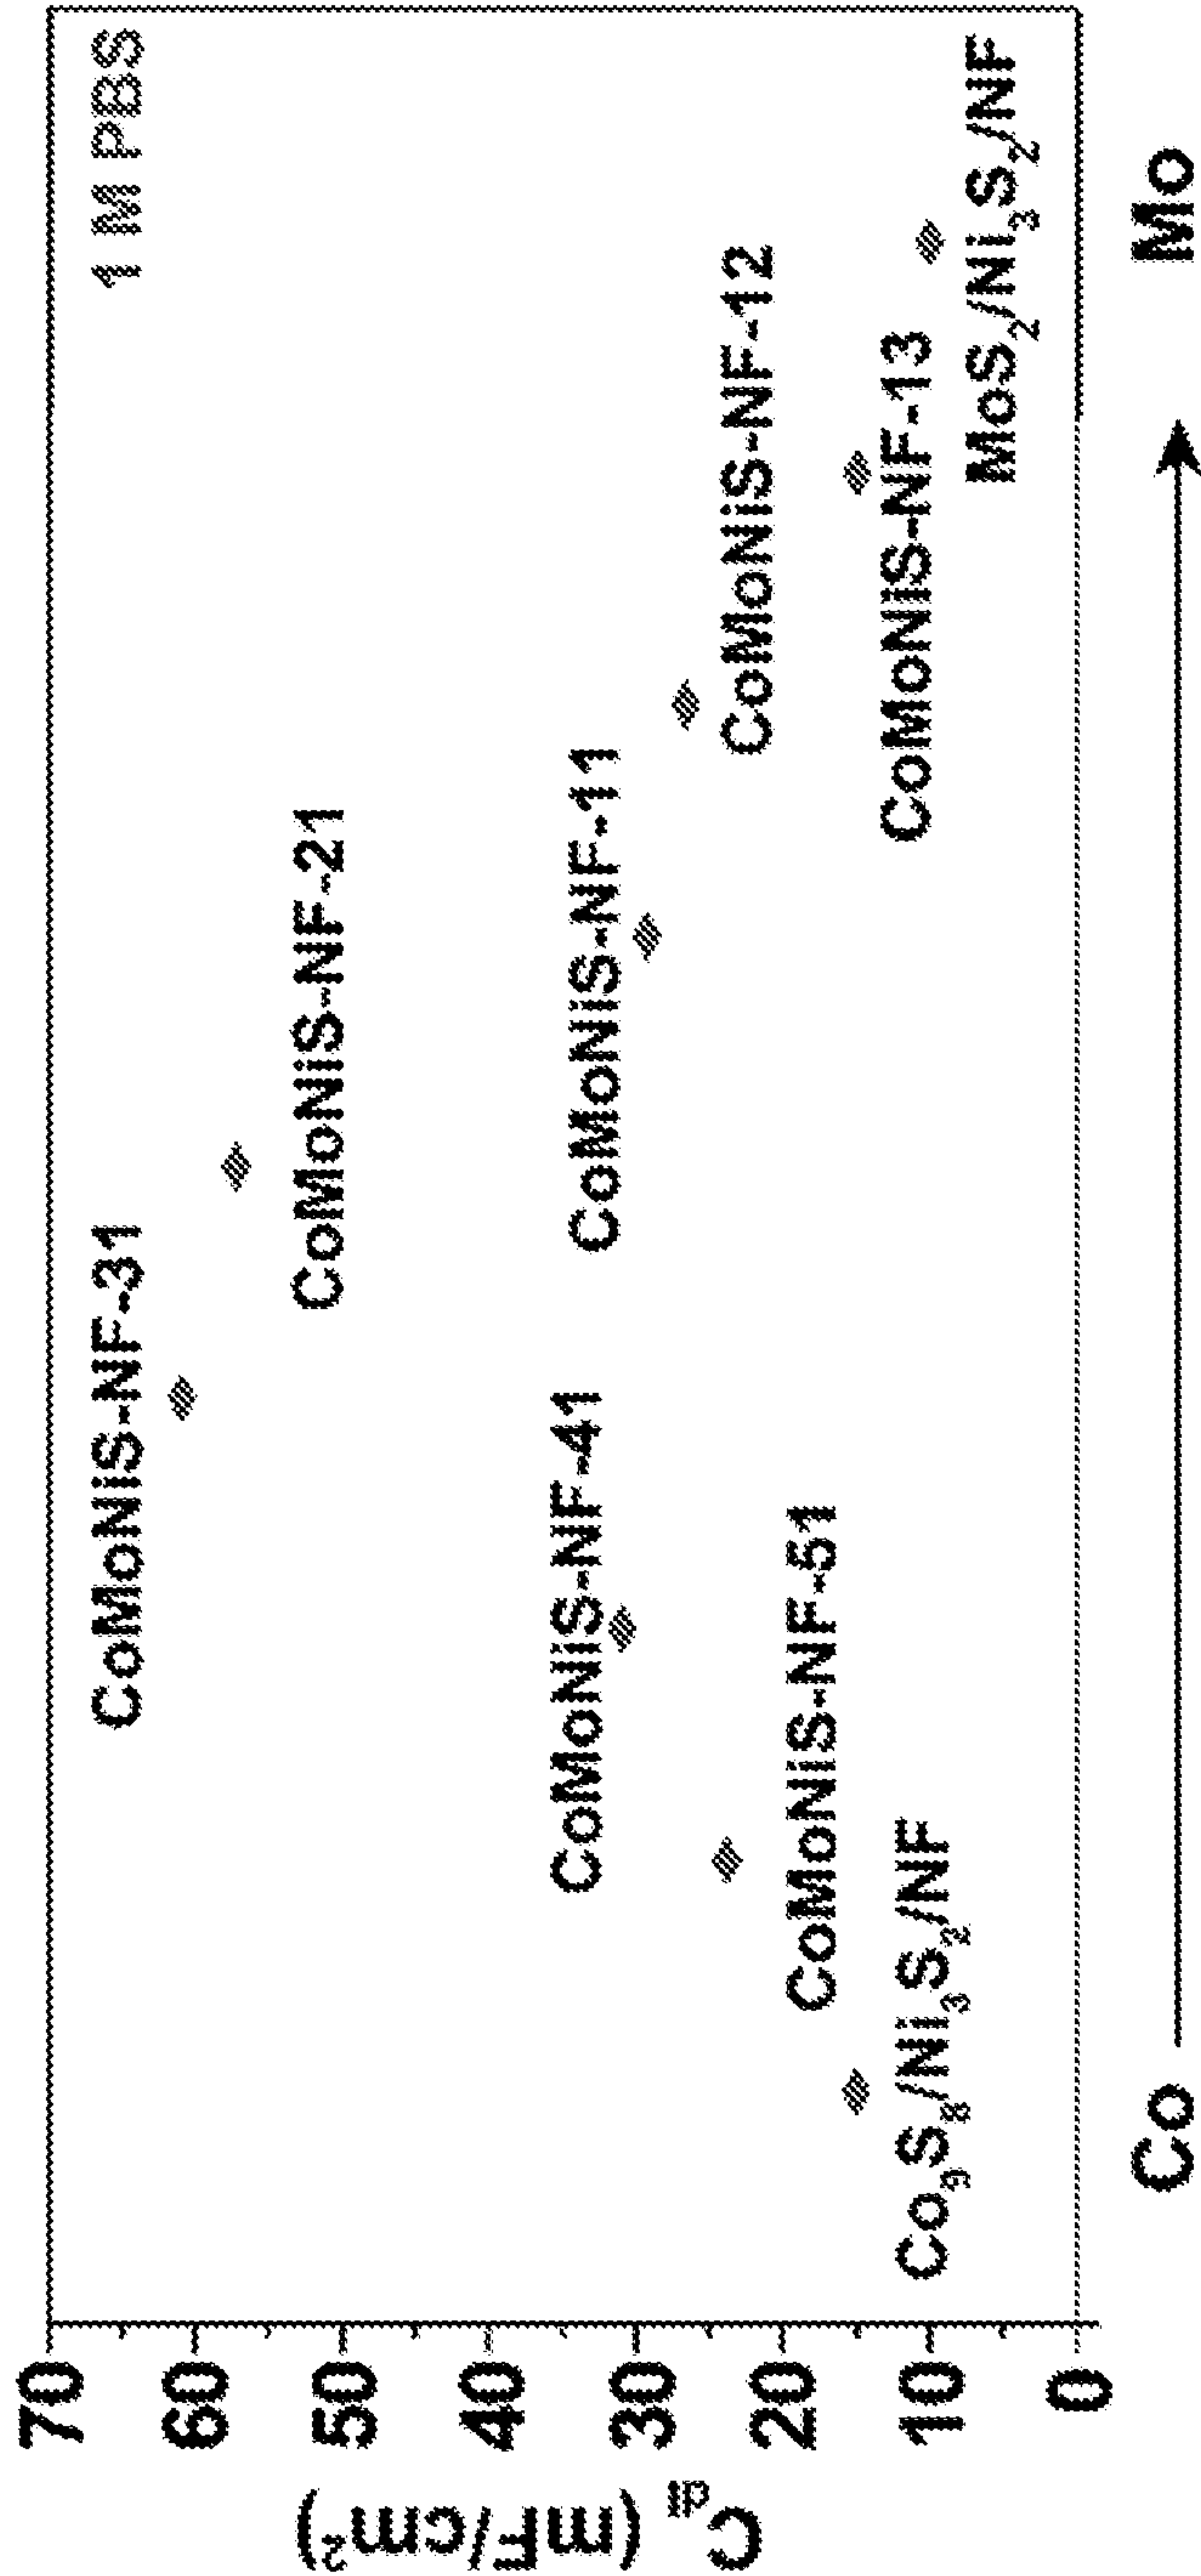 1 M PBS
C_dl (mF/cm²)
70
60
50
40
30
20
10
0
CoMoNiS-NF-31
CoMoNiS-NF-21
CoMoNiS-NF-41
CoMoNiS-NF-11
CoMoNiS-NF-51
CoMoNiS-NF-12
Co₉S₈/Ni₃S₂/NF
CoMoNiS-NF-13
MoS₂/Ni₃S₂/NF
Co
Mo